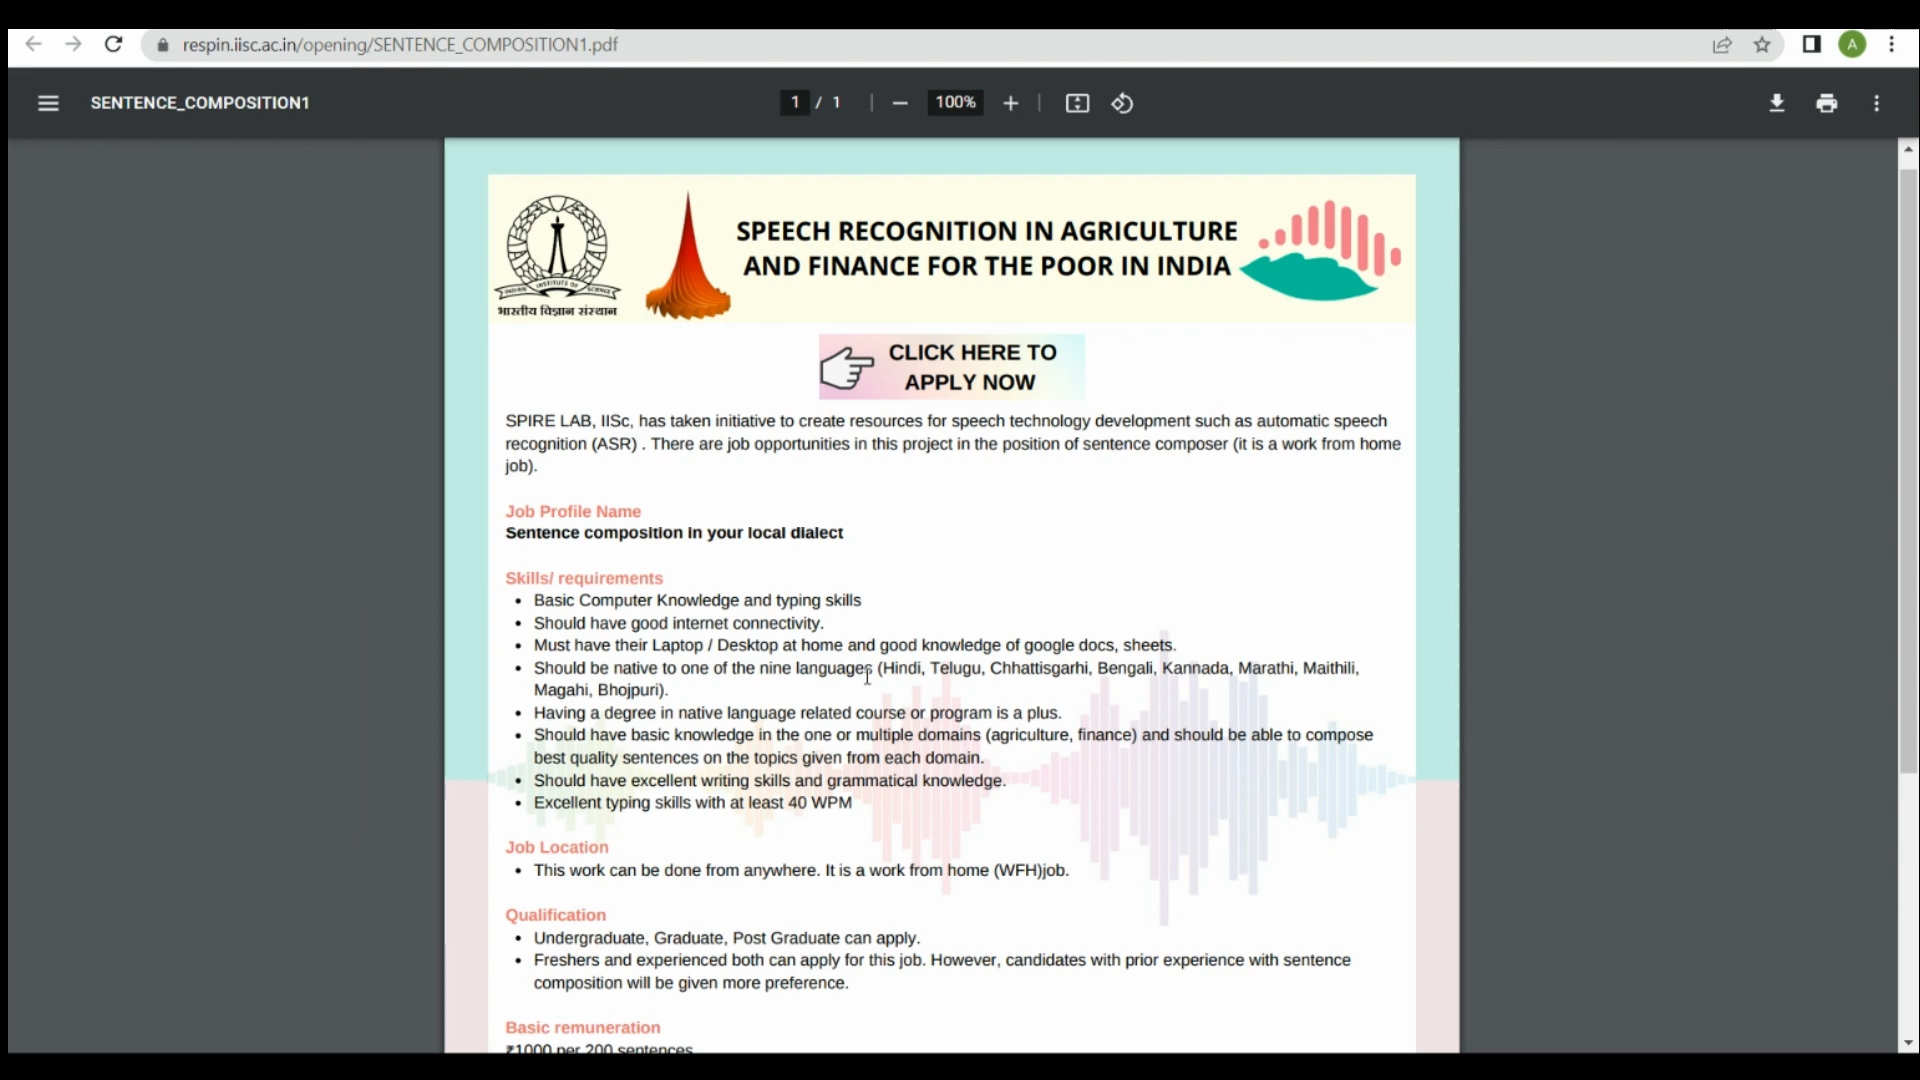 respin.iisc.ac.in/opening/SENTENCE_COMPOSITION1.pdf
A
SENTENCE_COMPOSITION1
1 / 1
100%
SPEECH RECOGNITION IN AGRICULTURE
AND FINANCE FOR THE POOR IN INDIA
INDIAN INSTITUTE OF SCIENCE
भारतीय विज्ञान संस्थान
CLICK HERE TO
APPLY NOW
SPIRE LAB, IISc, has taken initiative to create resources for speech technology development such as automatic speech
recognition (ASR) . There are job opportunities in this project in the position of sentence composer (it is a work from home
job).
Job Profile Name
Sentence composition in your local dialect
Skills/ requirements
• Basic Computer Knowledge and typing skills
• Should have good internet connectivity.
• Must have their Laptop / Desktop at home and good knowledge of google docs, sheets.
• Should be native to one of the nine languages (Hindi, Telugu, Chhattisgarhi, Bengali, Kannada, Marathi, Maithili,
Magahi, Bhojpuri).
• Having a degree in native language related course or program is a plus.
• Should have basic knowledge in the one or multiple domains (agriculture, finance) and should be able to compose
best quality sentences on the topics given from each domain.
• Should have excellent writing skills and grammatical knowledge.
• Excellent typing skills with at least 40 WPM
Job Location
• This work can be done from anywhere. It is a work from home (WFH)job.
Qualification
• Undergraduate, Graduate, Post Graduate can apply.
• Freshers and experienced both can apply for this job. However, candidates with prior experience with sentence
composition will be given more preference.
Basic remuneration
₹1000 per 200 sentences